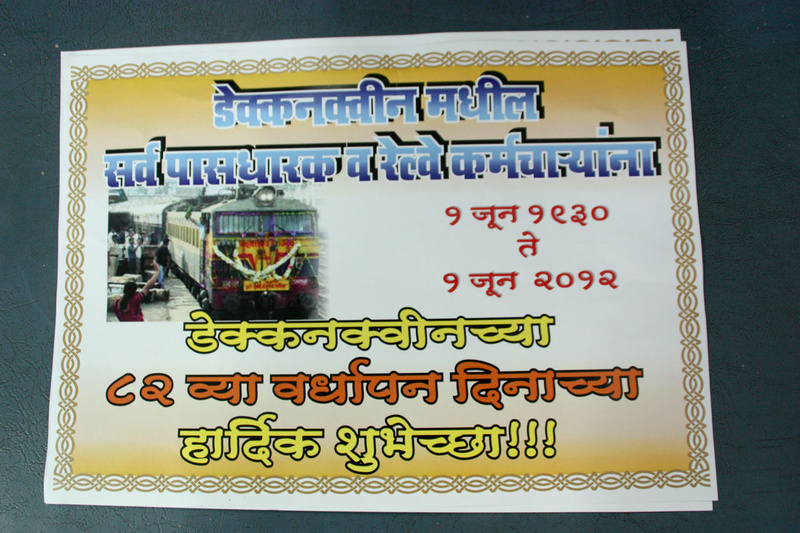 डेक्कनक्वीन मधील
सर्व पासधारक व रेल्वे कर्मचाऱ्यांना
१ जून १९३०
ते
१ जून २०१२
डेक्कनक्वीनच्या
८२ व्या वर्धापन दिनाच्या
हार्दिक शुभेच्छा!!!